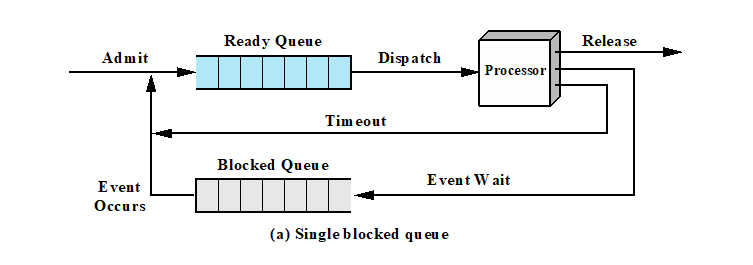 Ready Queue
Release
Admit
Dispatch
Processor
Timeout
Blocked Queue
Event
Occurs
Event Wait
(a) Single blocked queue